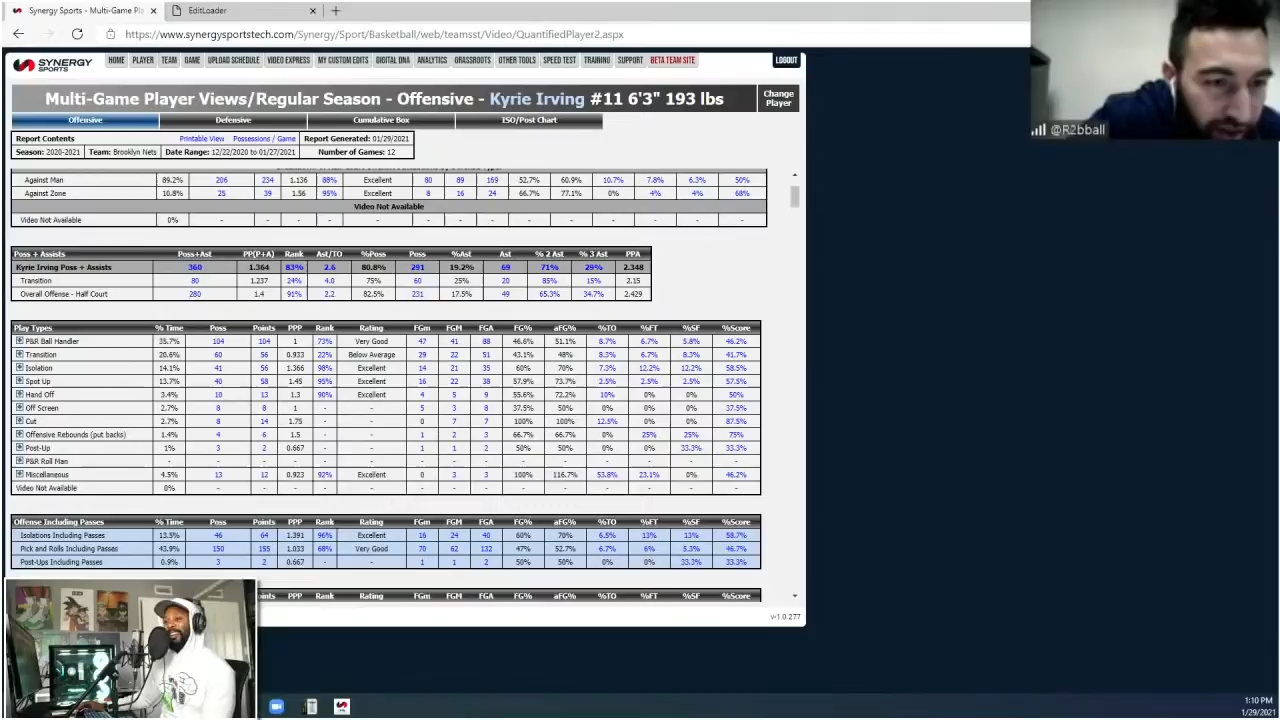 Synergy Sports - Multi-Game Pla
EditLoader
https://www.synergysportstech.com/Synergy/Sport/Basketball/web/teamsst/Video/QuantifiedPlayer2.aspx
SYNERGY SPORTS
HOME PLAYER TEAM GAME UPLOAD SCHEDULE VIDEO EXPRESS MY CUSTOM EDITS DIGITAL DNA ANALYTICS GRASSROOTS OTHER TOOLS SPEED TEST TRAINING SUPPORT BETA TEAM SITE LOGOUT
Multi-Game Player Views/Regular Season - Offensive - Kyrie Irving #11 6'3" 193 lbs
Change Player
Offensive Defensive Cumulative Box ISO/Post Chart
Report Contents Printable View Possessions / Game Report Generated: 01/29/2021
Season: 2020-2021 Team: Brooklyn Nets Date Range: 12/22/2020 to 01/27/2021 Number of Games: 12
@R2bball
Against Man 89.2% 206 234 1.136 88% Excellent 80 89 169 52.7% 60.9% 10.7% 7.8% 6.3% 50%
Against Zone 10.8% 25 39 1.56 95% Excellent 8 16 24 66.7% 77.1% 0% 4% 4% 68%
Video Not Available
Video Not Available 0% - - - - - - - - - - - - - -
Poss + Assists Poss+Ast PP(P+A) Rank Ast/TO %Poss Poss %Ast Ast % 2 Ast % 3 Ast PPA
Kyrie Irving Poss + Assists 360 1.364 83% 2.6 80.8% 291 19.2% 69 71% 29% 2.348
Transition 80 1.237 24% 4.0 75% 60 25% 20 85% 15% 2.15
Overall Offense - Half Court 280 1.4 91% 2.2 82.5% 231 17.5% 49 65.3% 34.7% 2.429
Play Types % Time Poss Points PPP Rank Rating FGm FGM FGA FG% aFG% %TO %FT %SF %Score
P&R Ball Handler 35.7% 104 104 1 73% Very Good 47 41 88 46.6% 51.1% 8.7% 6.7% 5.8% 46.2%
Transition 20.6% 60 56 0.933 22% Below Average 29 22 51 43.1% 48% 8.3% 6.7% 8.3% 41.7%
Isolation 14.1% 41 56 1.366 98% Excellent 14 21 35 60% 70% 7.3% 12.2% 12.2% 58.5%
Spot Up 13.7% 40 58 1.45 95% Excellent 16 22 38 57.9% 73.7% 2.5% 2.5% 2.5% 57.5%
Hand Off 3.4% 10 13 1.3 90% Excellent 4 5 9 55.6% 72.2% 10% 0% 0% 50%
Off Screen 2.7% 8 8 1 - - 5 3 8 37.5% 50% 0% 0% 0% 37.5%
Cut 2.7% 8 14 1.75 - - 0 7 7 100% 100% 12.5% 0% 0% 87.5%
Offensive Rebounds (put backs) 1.4% 4 6 1.5 - - 1 2 3 66.7% 66.7% 0% 25% 25% 75%
Post-Up 1% 3 2 0.667 - - 1 1 2 50% 50% 0% 0% 33.3% 33.3%
P&R Roll Man - - - - - - - - - - - - - - -
Miscellaneous 4.5% 13 12 0.923 92% Excellent 0 3 3 100% 116.7% 53.8% 23.1% 0% 46.2%
Video Not Available 0% - - - - - - - - - - - - - -
Offense Including Passes % Time Poss Points PPP Rank Rating FGm FGM FGA FG% aFG% %TO %FT %SF %Score
Isolations Including Passes 13.5% 46 64 1.391 96% Excellent 16 24 40 60% 70% 6.5% 13% 13% 58.7%
Pick and Rolls Including Passes 43.9% 150 155 1.033 68% Very Good 70 62 132 47% 52.7% 6.7% 6% 5.3% 46.7%
Post-Ups Including Passes 0.9% 3 2 0.667 - - 1 1 2 50% 50% 0% 0% 33.3% 33.3%
oints PPP Rank Rating FGm FGM FGA FG% aFG% %TO %FT %SF %Score
v:1.0.277
1:10 PM
1/29/2021